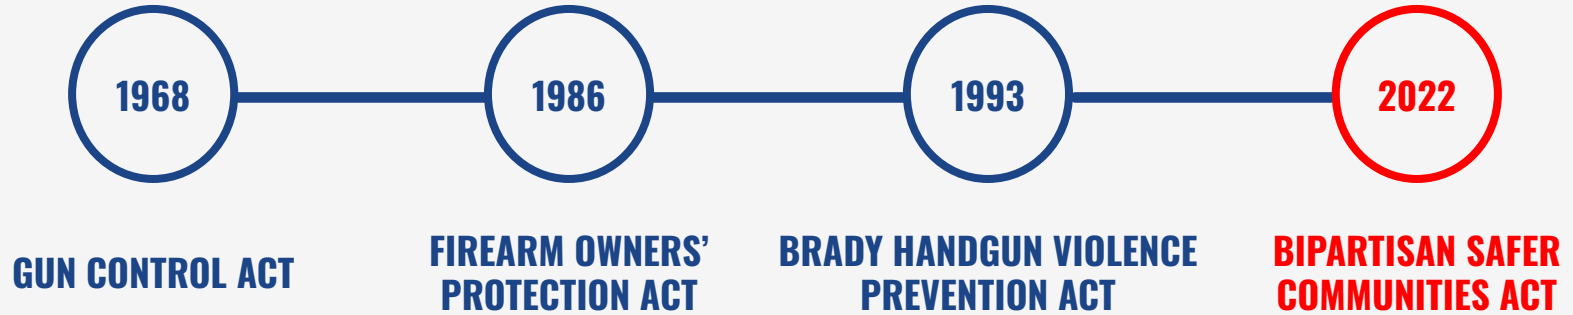 1968
1986
1993
2022
GUN CONTROL ACT
FIREARM OWNERS’
PROTECTION ACT
BRADY HANDGUN VIOLENCE
PREVENTION ACT
BIPARTISAN SAFER
COMMUNITIES ACT